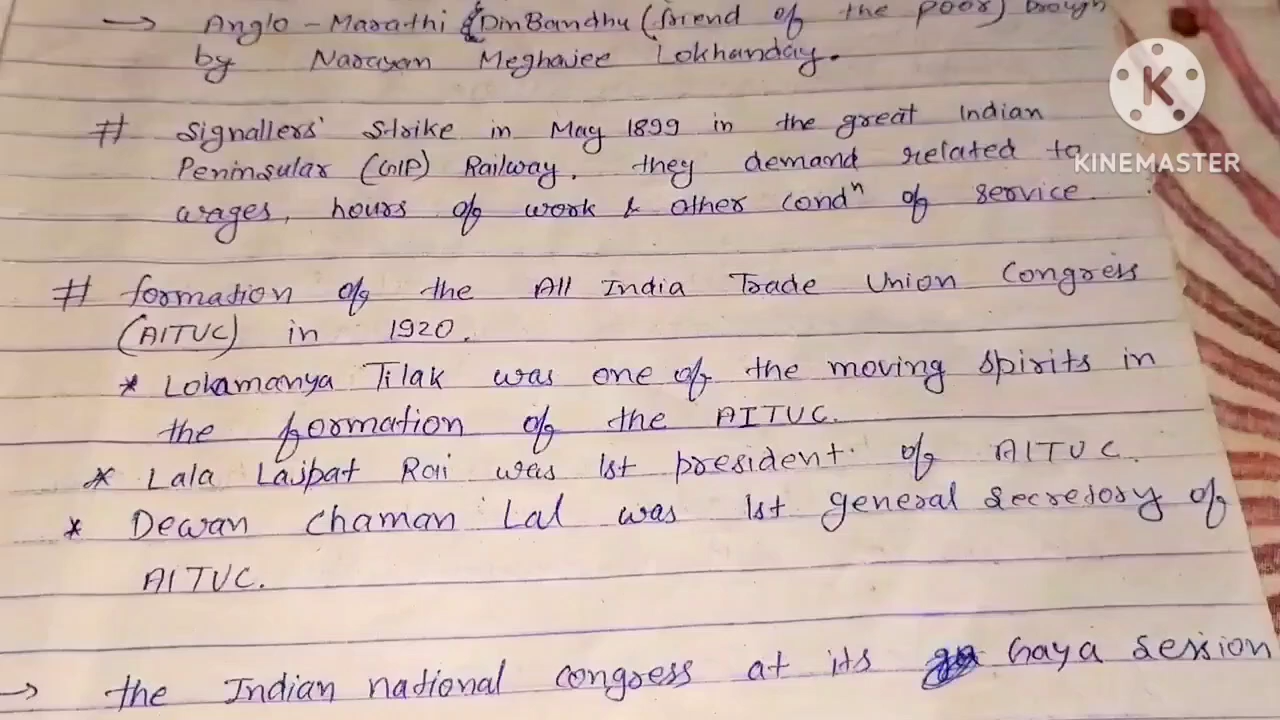 → Anglo-Marathi DinBandhu (friend of the poor) brough
by Narayan Meghajee Lokhanday.
# Signallers' Strike in May 1899 in the great Indian
Peninsular (GIP) Railway. they demand related to
wages, hours of work & other condⁿ of service.
# formation of the All India Trade Union Congress
(AITUC) in 1920.
* Lokamanya Tilak was one of the moving spirits in
the formation of the AITUC.
* Lala Lajpat Rai was 1st president of AITUC.
* Dewan Chaman Lal was 1st general secretory of
AITUC.
→ the Indian national congress at its Gaya session
K
KINEMASTER